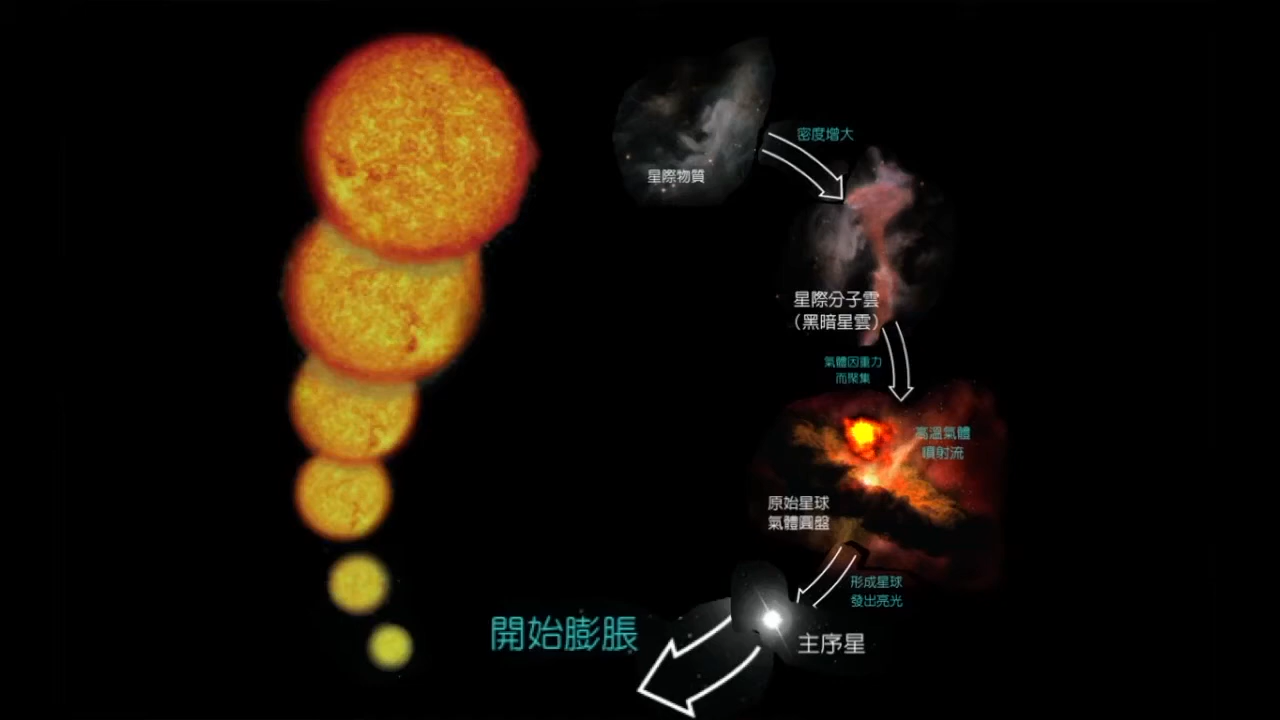 密度增大
星際物質
星際分子雲
（黑暗星雲）
氣體因重力
而聚集
高溫氣體
噴射流
原始星球
氣體圓盤
形成星球
發出亮光
開始膨脹
主序星